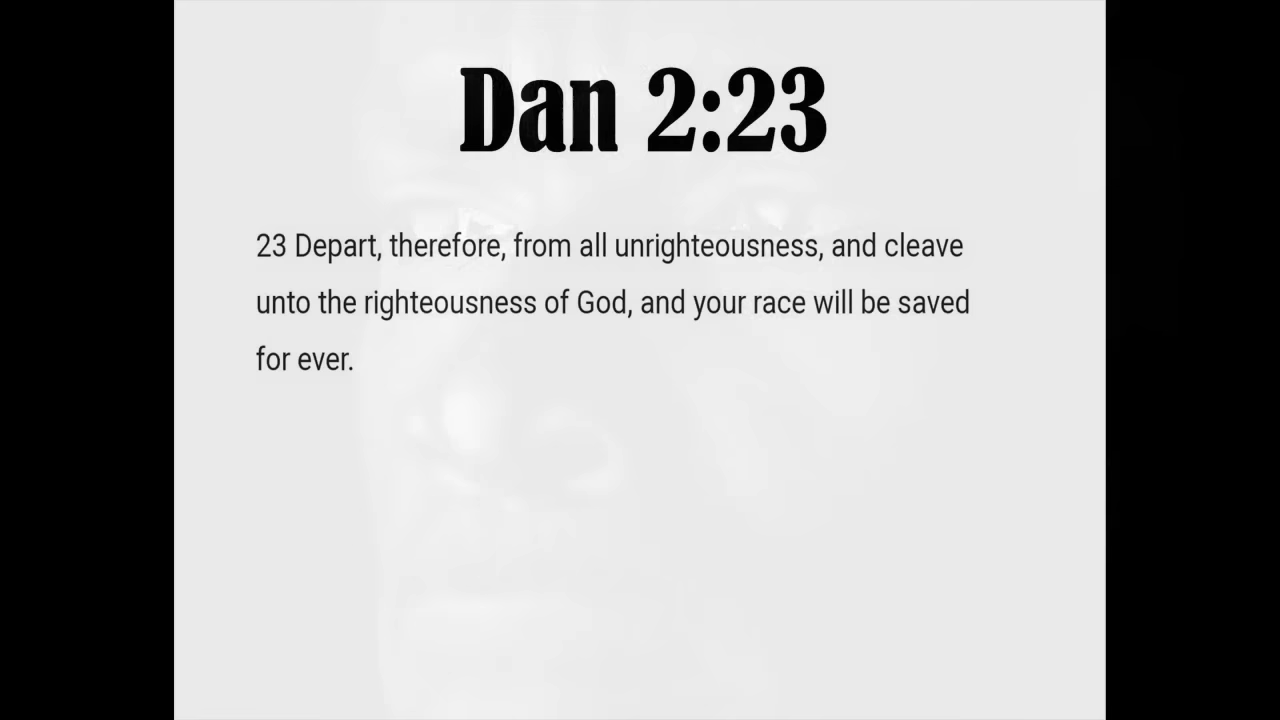 Dan 2:23
23 Depart, therefore, from all unrighteousness, and cleave
unto the righteousness of God, and your race will be saved
for ever.